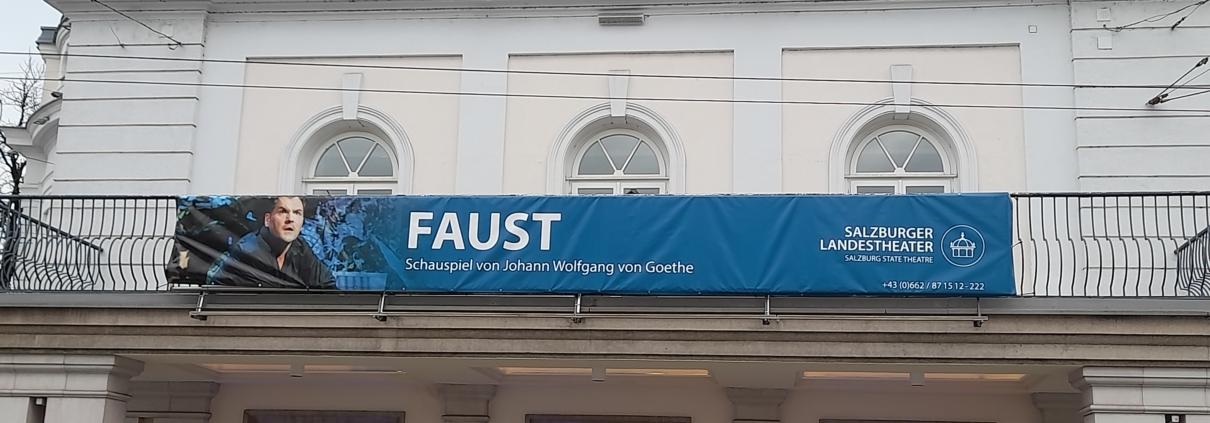 FAUST
Schauspiel von Johann Wolfgang von Goethe
SALZBURGER
LANDESTHEATER
SALZBURG STATE THEATRE
+43 (0)662 / 87 15 12 - 222